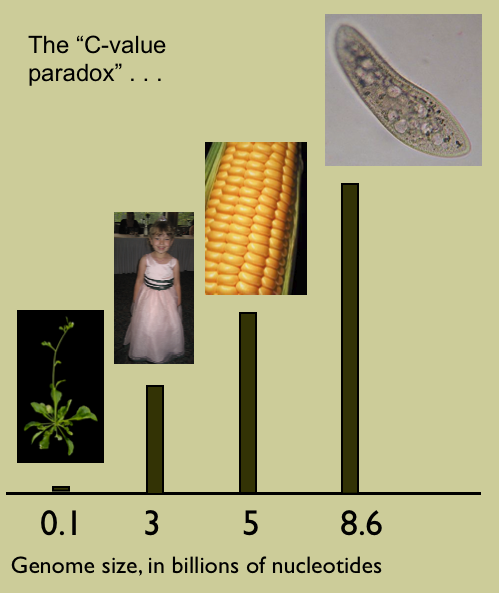 The “C-value
paradox” . . .
0.1 3 5 8.6
Genome size, in billions of nucleotides